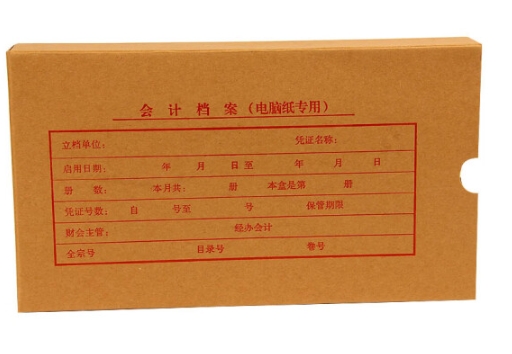 会 计 档 案（电脑纸专用）
立档单位： 凭证名称：
启用日期： 年 月 日 至 年 月 日
册 数： 本月共： 册 本盒是第 册
凭证号数： 自 号至 号 保管期限
财会主管： 经办会计
全宗号 目录号 卷号